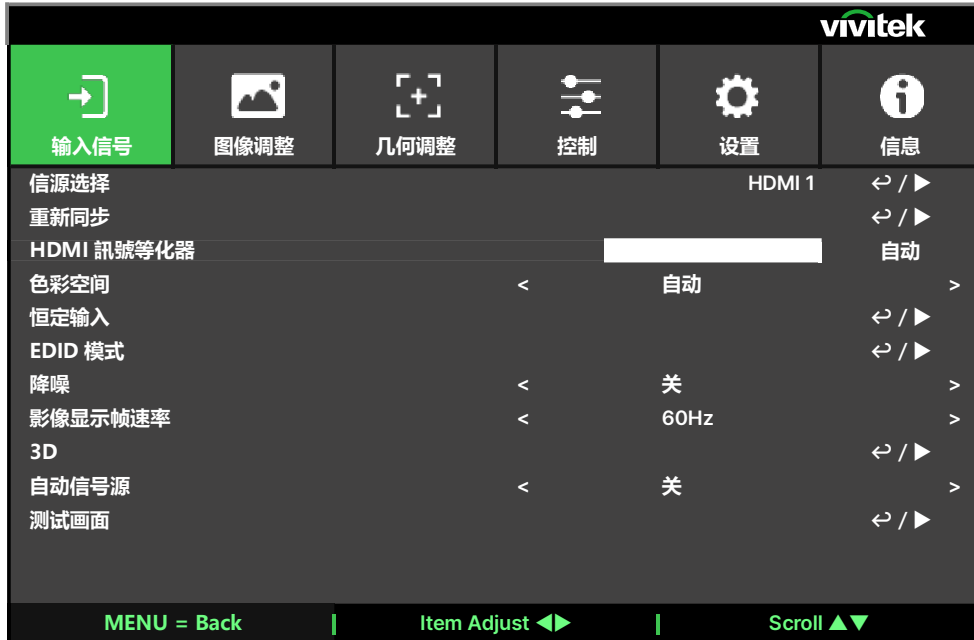 vivitek
输入信号 图像调整 几何调整 控制 设置 信息
信源选择 HDMI 1 ↩ / ▶
重新同步 ↩ / ▶
HDMI 訊號等化器 自动
色彩空间 < 自动 >
恒定输入 ↩ / ▶
EDID 模式 ↩ / ▶
降噪 < 关 >
影像显示帧速率 < 60Hz >
3D ↩ / ▶
自动信号源 < 关 >
测试画面 ↩ / ▶
MENU = Back | Item Adjust ◀▶ | Scroll ▲▼